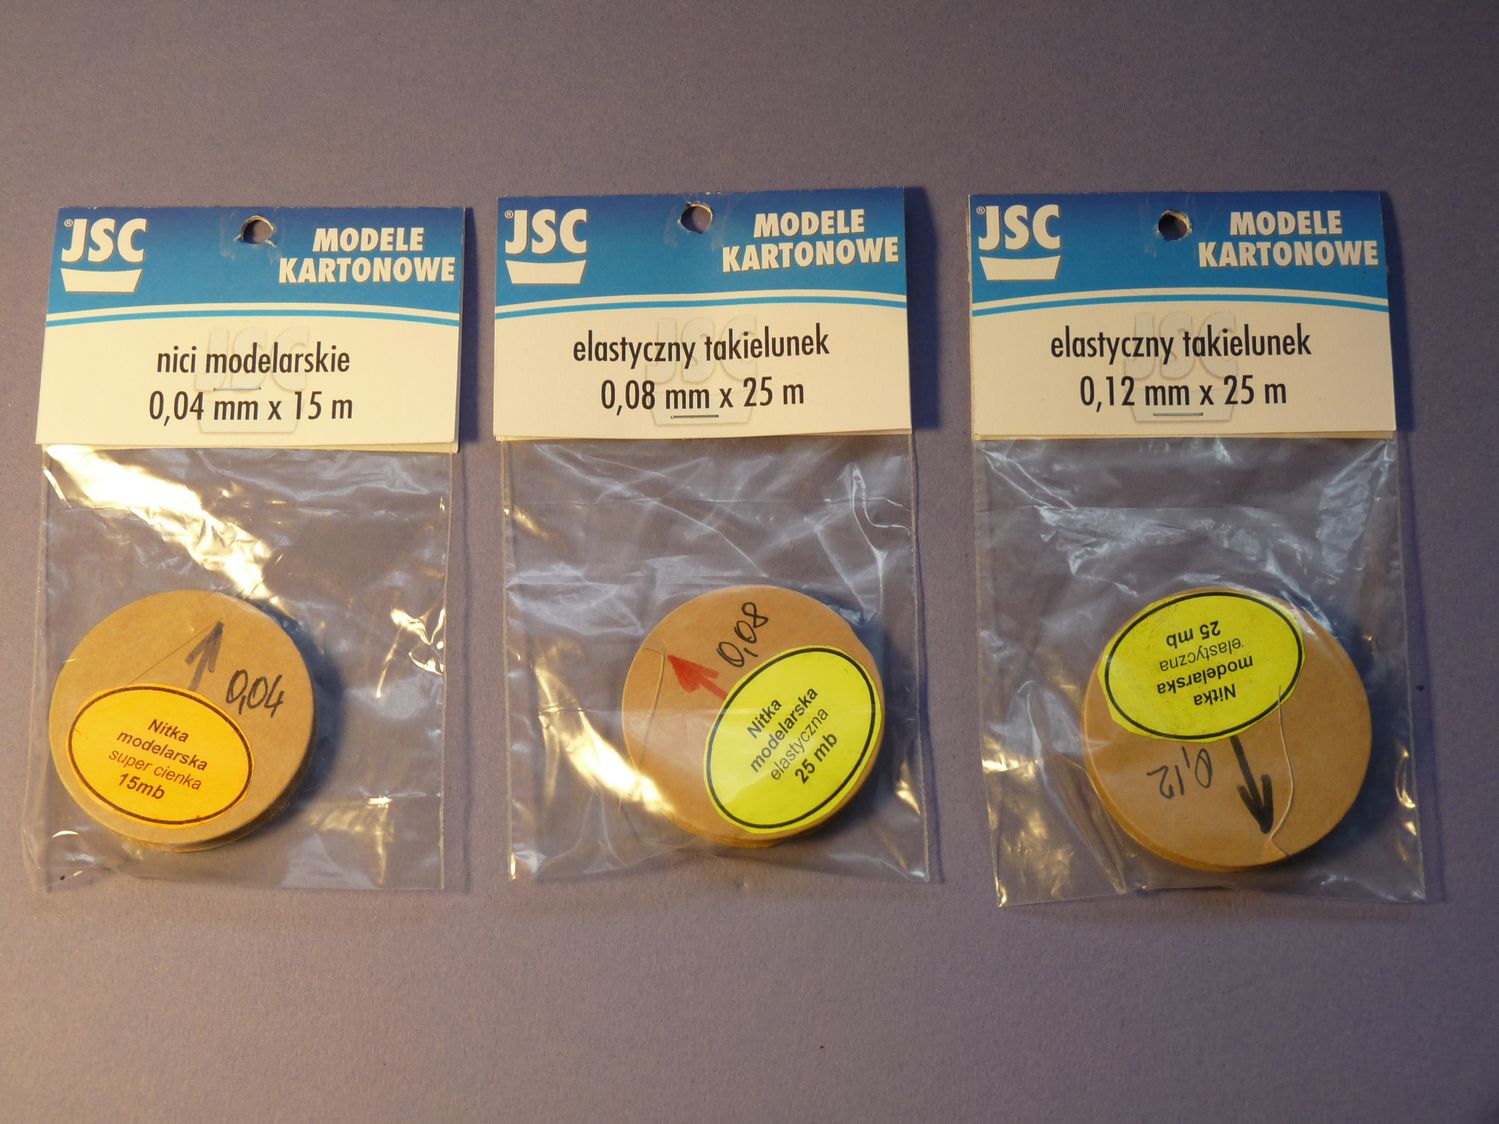 ®JSC
MODELE
KARTONOWE
nici modelarskie
0,04 mm x 15 m
0,04
Nitka
modelarska
super cienka
15mb
®JSC
MODELE
KARTONOWE
elastyczny takielunek
0,08 mm x 25 m
0,08
Nitka
modelarska
elastyczna
25 mb
®JSC
MODELE
KARTONOWE
elastyczny takielunek
0,12 mm x 25 m
Nitka
modelarska
elastyczna
25 mb
0,12